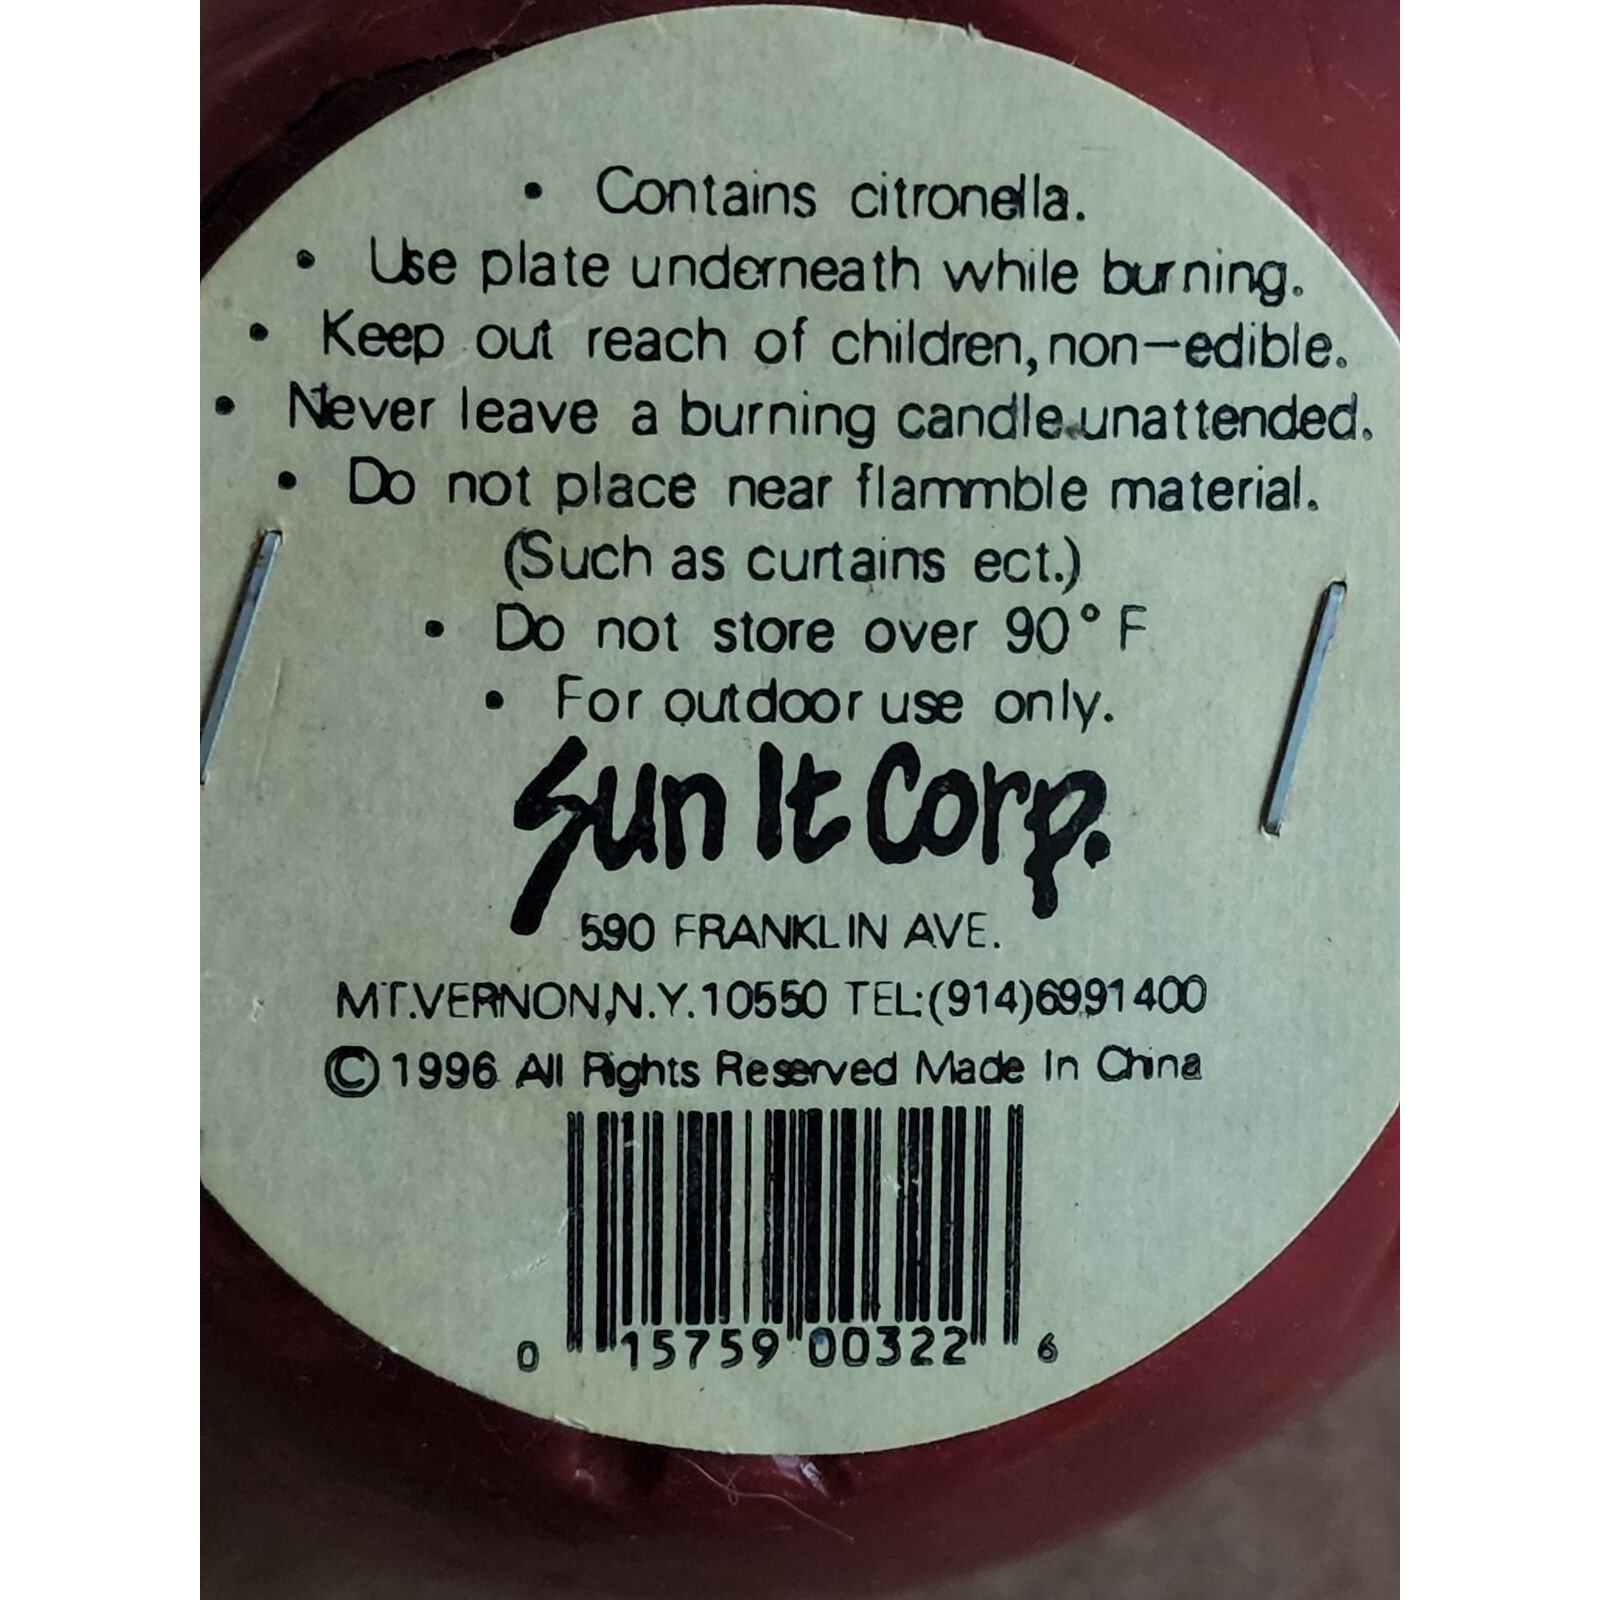 • Contains citronella.
• Use plate underneath while burning.
• Keep out reach of children, non-edible.
• Never leave a burning candle unattended.
• Do not place near flammble material.
(Such as curtains ect.)
• Do not store over 90° F
• For outdoor use only.
Sun It Corp.
590 FRANKLIN AVE.
MT.VERNON,N.Y.10550 TEL:(914)6991400
© 1996 All Rights Reserved Made In China
0 15759 00322 6